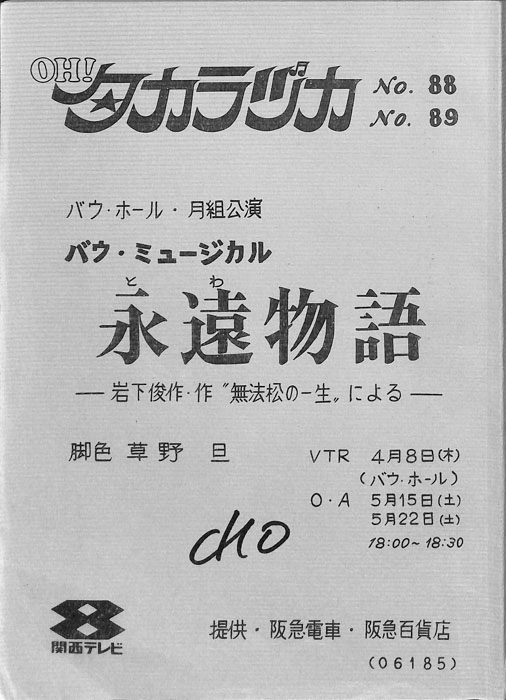 OH!タカラヅカ No. 88
No. 89
バウ・ホール・月組公演
バウ・ミュージカル
とわ
永遠物語
— 岩下俊作・作〝無法松の一生〟による —
脚色 草野 旦
VTR 4月8日(木)
(バウ・ホール)
O・A 5月15日(土)
5月22日(土)
18:00~18:30
cHO
8
関西テレビ
提供・阪急電車・阪急百貨店
(06185)